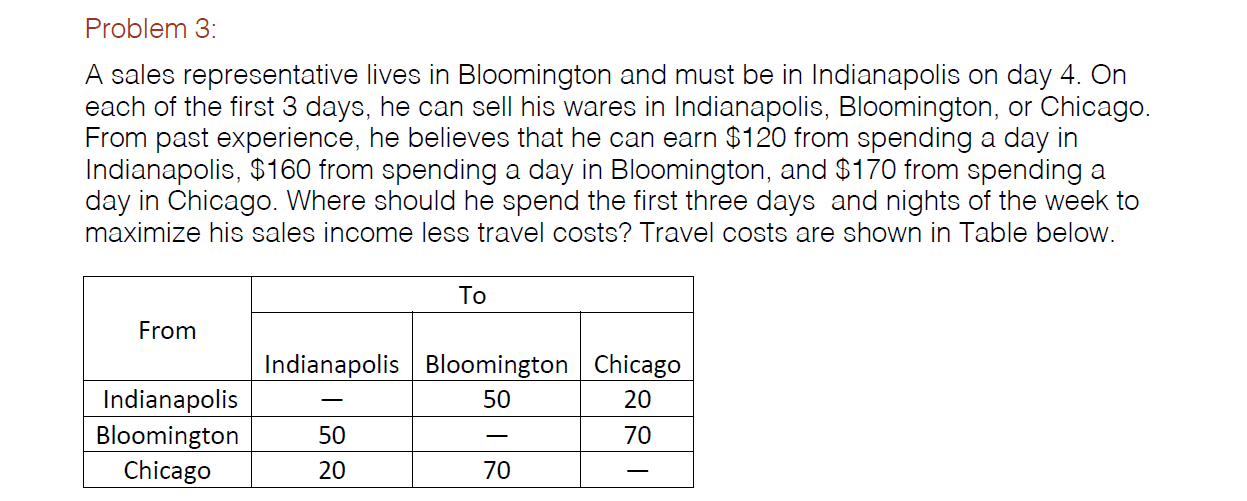 Problem 3:
A sales representative lives in Bloomington and must be in Indianapolis on day 4. On
each of the first 3 days, he can sell his wares in Indianapolis, Bloomington, or Chicago.
From past experience, he believes that he can earn $120 from spending a day in
Indianapolis, $160 from spending a day in Bloomington, and $170 from spending a
day in Chicago. Where should he spend the first three days and nights of the week to
maximize his sales income less travel costs? Travel costs are shown in Table below.
To
From
Indianapolis Bloomington Chicago
Indianapolis — 50 20
Bloomington 50 — 70
Chicago 20 70 —